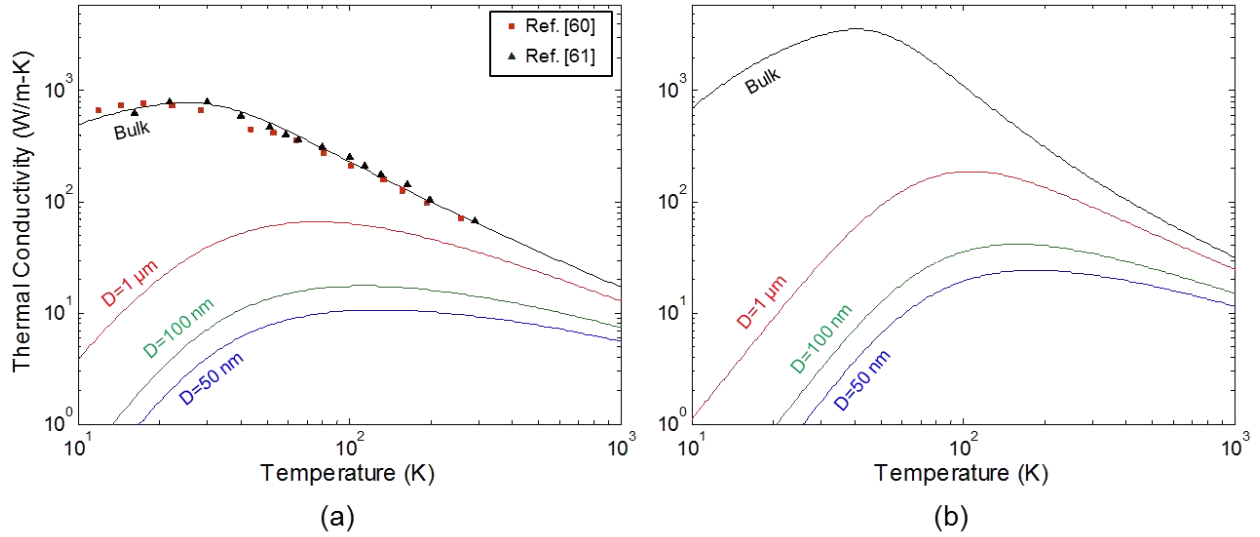 Ref. [60]
Ref. [61]
Thermal Conductivity (W/m-K)
10³
10²
10¹
10⁰
Bulk
D=1 µm
D=100 nm
D=50 nm
10¹
10²
10³
Temperature (K)
(a)
10³
10²
10¹
10⁰
Bulk
D=1 µm
D=100 nm
D=50 nm
10¹
10²
10³
Temperature (K)
(b)